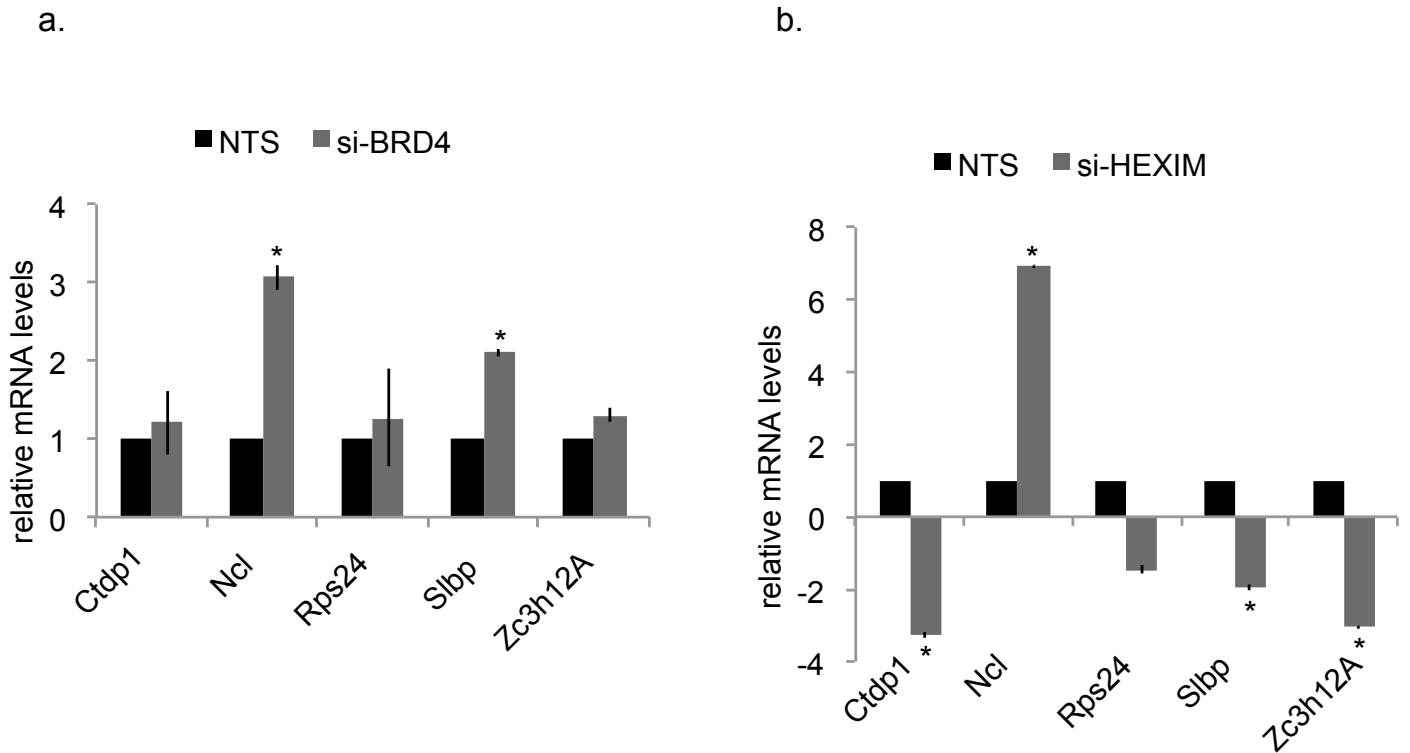 a.
NTS si-BRD4
relative mRNA levels
4
3
2
1
0
*
*
Ctdp1
Ncl
Rps24
Slbp
Zc3h12A
b.
NTS si-HEXIM
relative mRNA levels
8
6
4
2
0
-2
-4
*
*
*
*
Ctdp1
Ncl
Rps24
Slbp
Zc3h12A